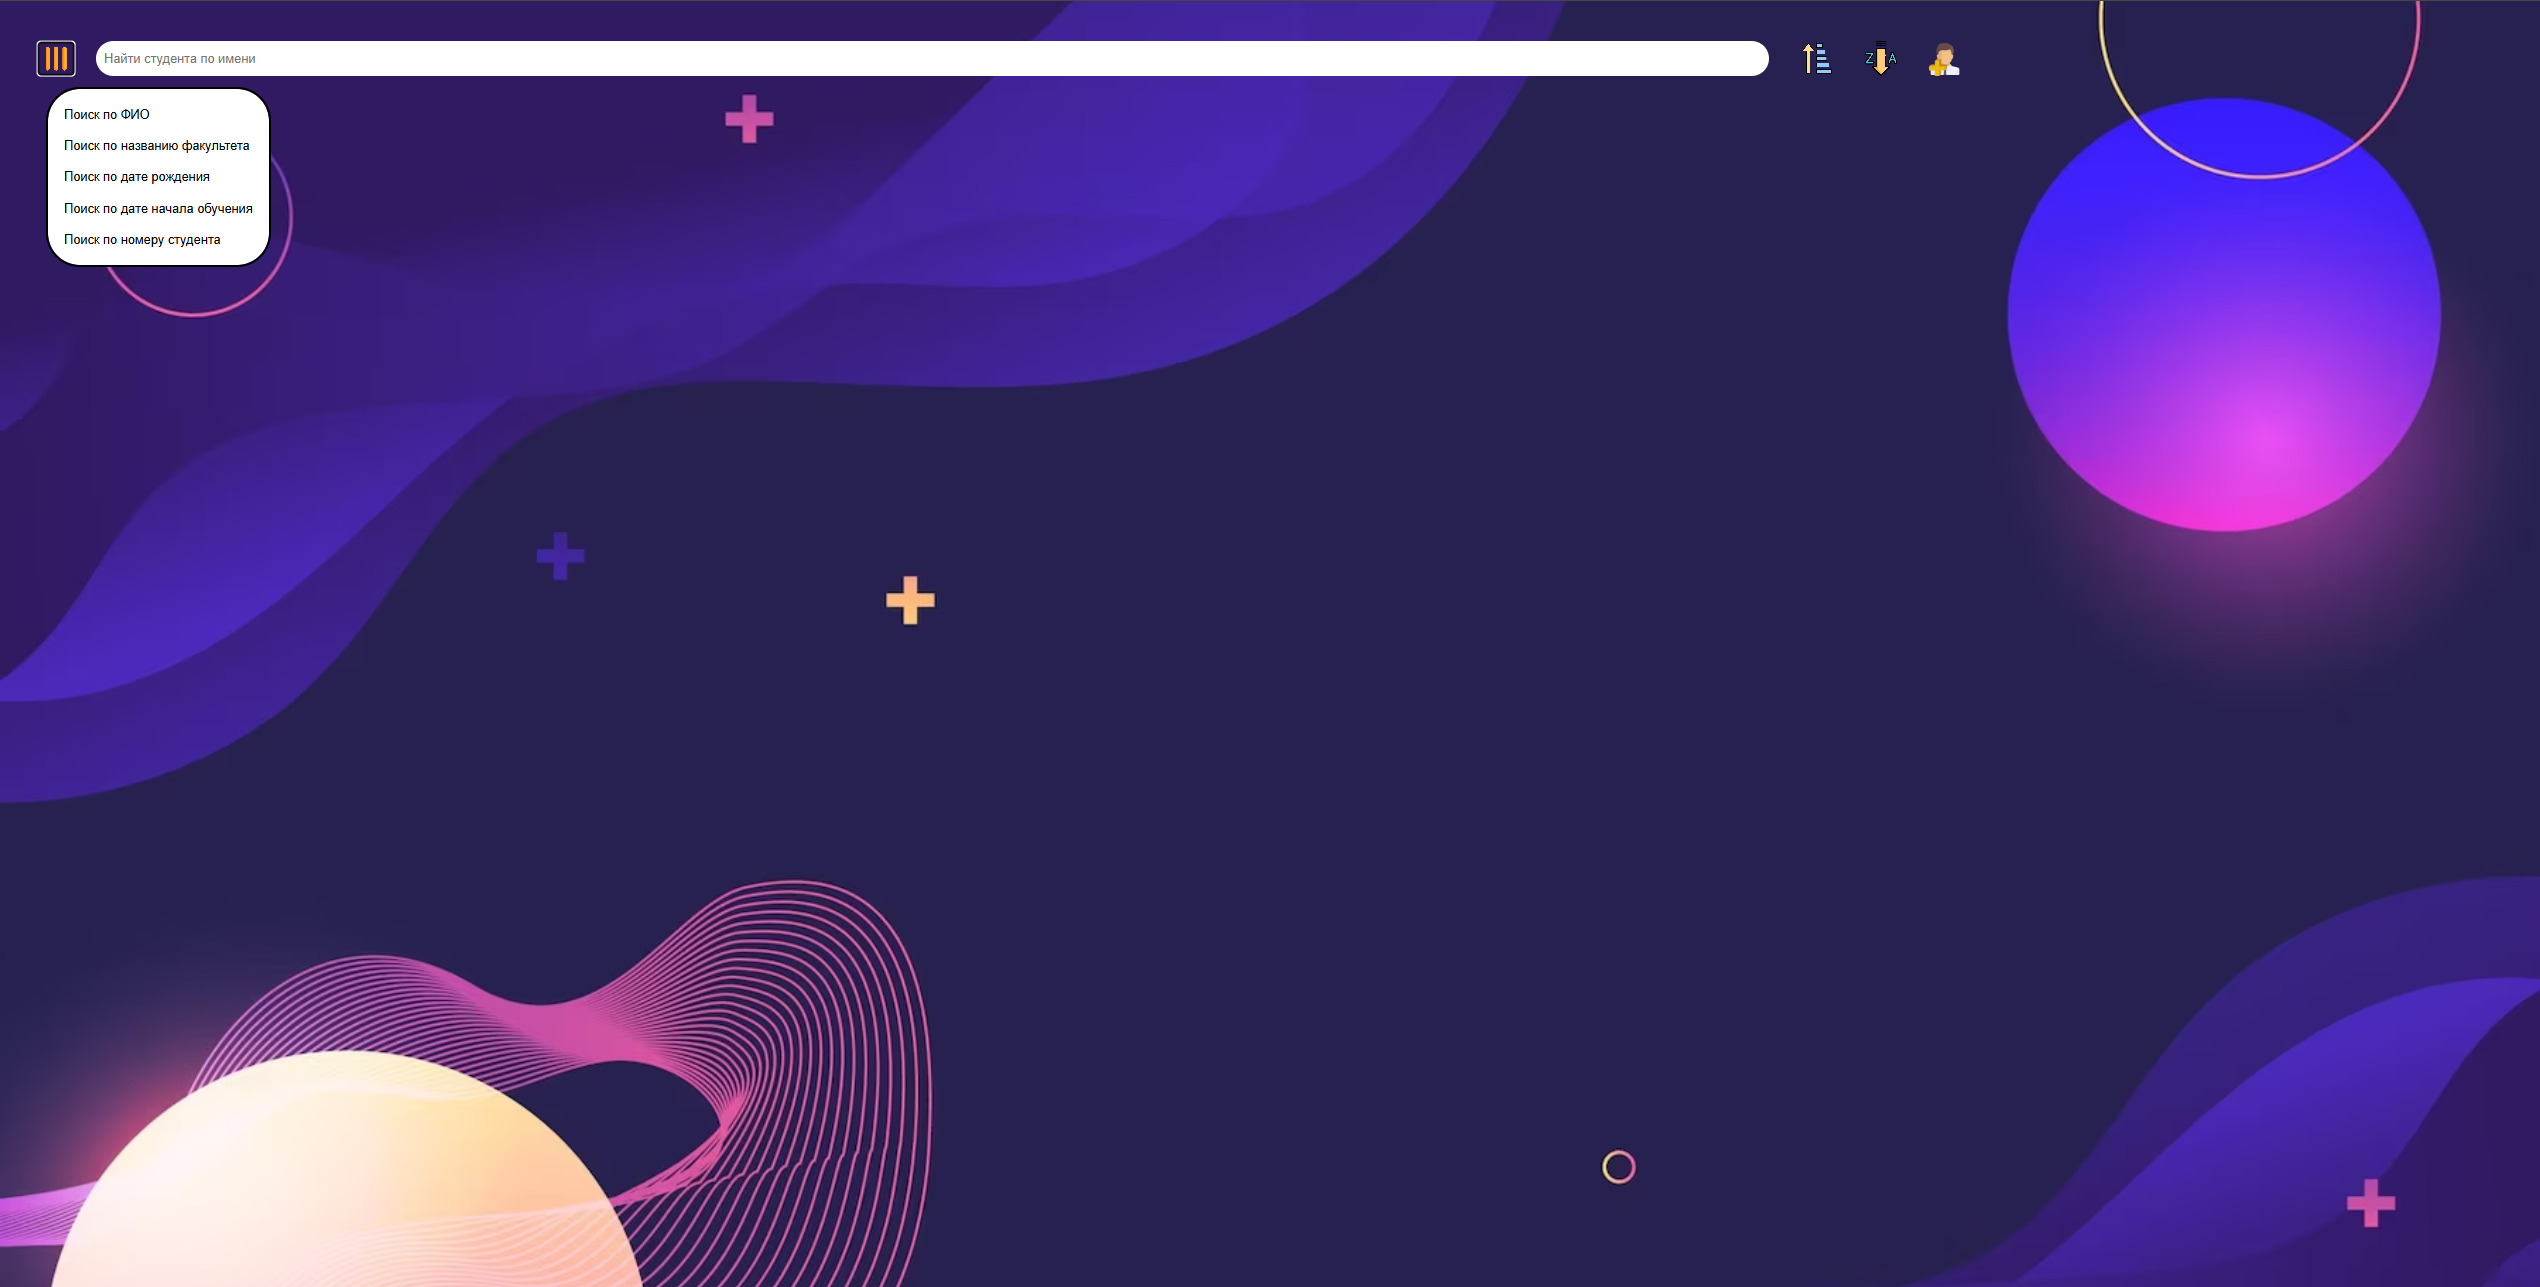 Найти студента по имени
Z A
Поиск по ФИО
Поиск по названию факультета
Поиск по дате рождения
Поиск по дате начала обучения
Поиск по номеру студента